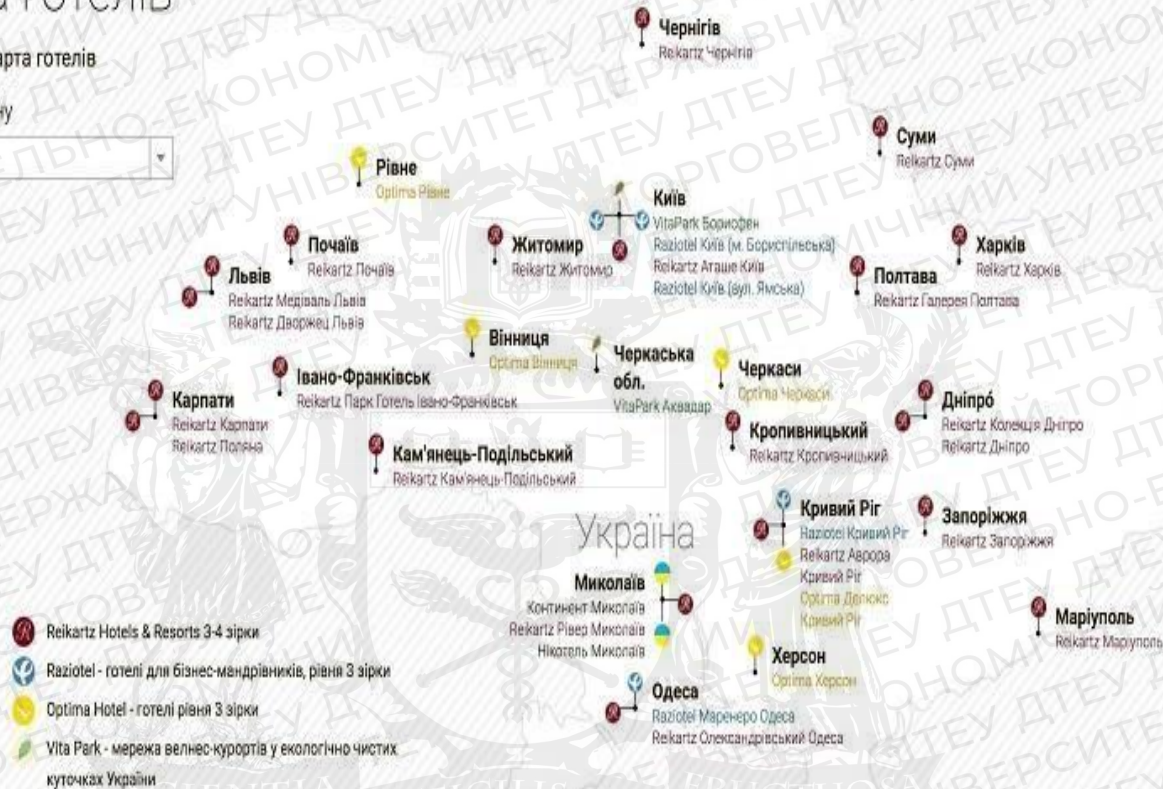 готелів
карта готелів
Чернігів
Reikartz Чернігів
Суми
Reikartz Суми
Рівне
Optima Рівне
Київ
VitaPark Бориофен
Raziotel Київ (м. Бориспільська)
Reikartz Аташе Київ
Raziotel Київ (вул. Ямська)
Почаїв
Reikartz Почаїв
Житомир
Reikartz Житомир
Харків
Reikartz Харків
Львів
Reikartz Медіваль Львів
Reikartz Дворжец Львів
Полтава
Reikartz Галерея Полтава
Вінниця
Optima Вінниця
Черкаська
обл.
VitaPark Аквадар
Черкаси
Optima Черкаси
Івано-Франківськ
Reikartz Парк Готель Івано-Франківськ
Карпати
Reikartz Карпати
Reikartz Поляна
Дніпро́
Reikartz Колекція Дніпро
Reikartz Дніпро
Кропивницький
Reikartz Кропивницький
Кам'янець-Подільський
Reikartz Кам'янець-Подільський
Кривий Ріг
Raziotel Кривий Ріг
Reikartz Аврора
Кривий Ріг
Optima Делюкс
Кривий Ріг
Запоріжжя
Reikartz Запоріжжя
Україна
Миколаїв
Континент Миколаїв
Reikartz Рівер Миколаїв
Нікотель Миколаїв
Маріуполь
Reikartz Маріуполь
Херсон
Optima Херсон
Одеса
Raziotel Маренеро Одеса
Reikartz Олександрівський Одеса
Reikartz Hotels & Resorts 3-4 зірки
Raziotel - готелі для бізнес-мандрівників, рівня 3 зірки
Optima Hotel - готелі рівня 3 зірки
Vita Park - мережа велнес-курортів у екологічно чистих
куточках України